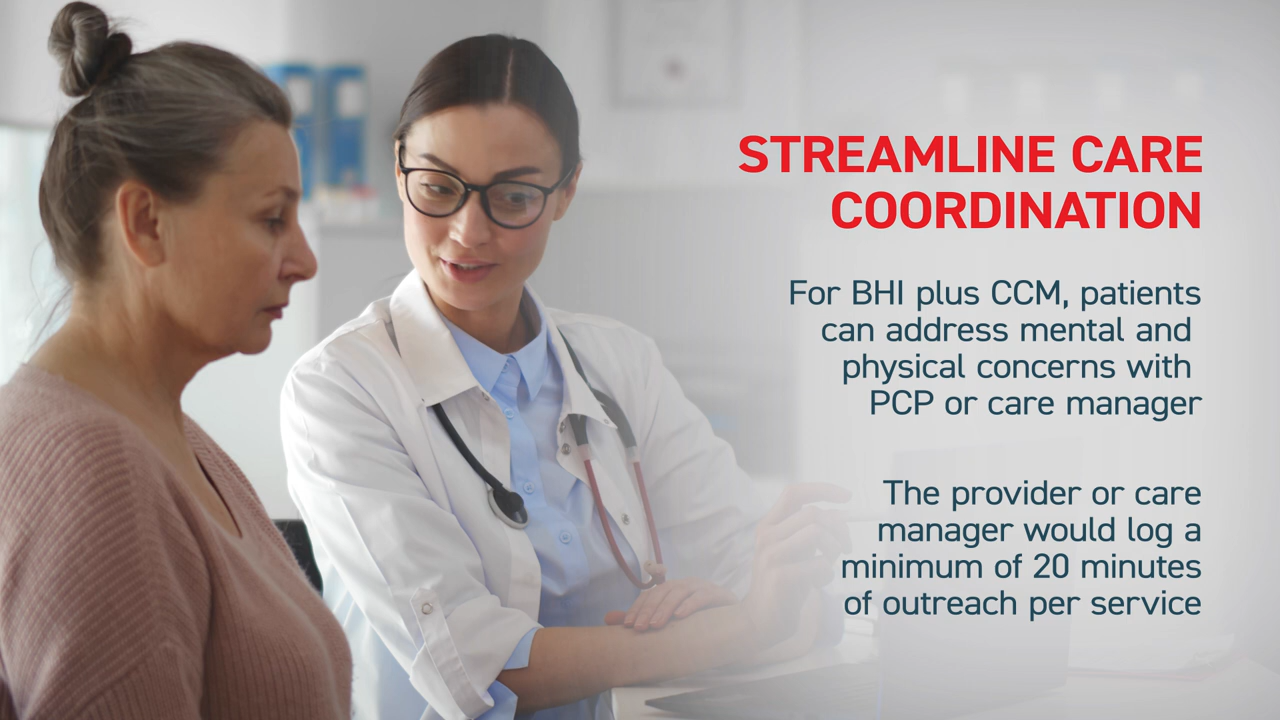 STREAMLINE CARE
COORDINATION
For BHI plus CCM, patients
can address mental and
physical concerns with
PCP or care manager
The provider or care
manager would log a
minimum of 20 minutes
of outreach per service